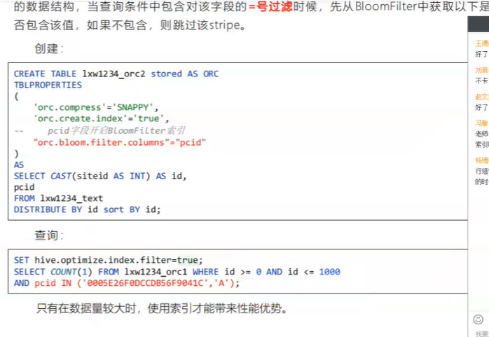 的数据结构，当查询条件中包含对该字段的=号过滤时候，先从BloomFilter中获取以下是
否包含该值，如果不包含，则跳过该stripe。
创建：
CREATE TABLE lxw1234_orc2 stored AS ORC
TBLPROPERTIES
(
'orc.compress'='SNAPPY',
'orc.create.index'='true',
-- pcid字段开启BloomFilter索引
"orc.bloom.filter.columns"="pcid"
)
AS
SELECT CAST(siteid AS INT) AS id,
pcid
FROM lxw1234_text
DISTRIBUTE BY id sort BY id;
查询：
SET hive.optimize.index.filter=true;
SELECT COUNT(1) FROM lxw1234_orc1 WHERE id >= 0 AND id <= 1000
AND pcid IN ('0005E26F0DCCDB56F9041C','A');
只有在数据量较大时，使用索引才能带来性能优势。
好了
不卡
好了
老师
索引
行组
的时